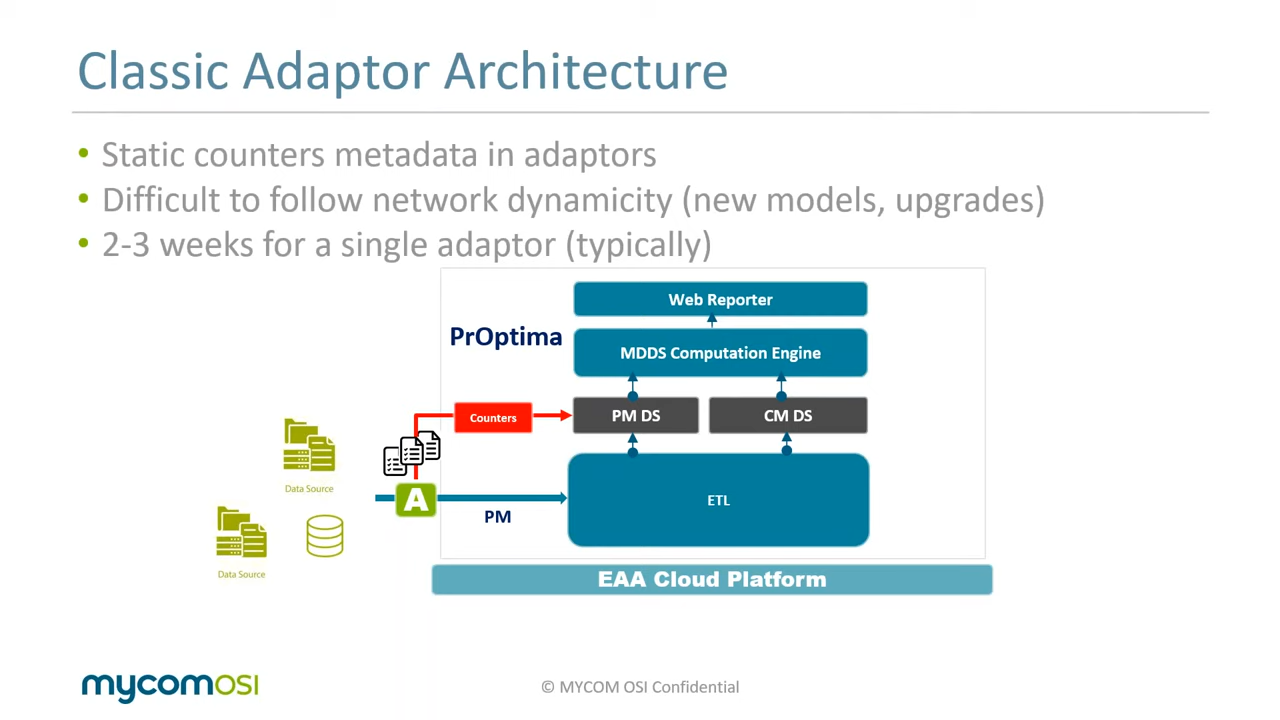 Classic Adaptor Architecture
• Static counters metadata in adaptors
• Difficult to follow network dynamicity (new models, upgrades)
• 2-3 weeks for a single adaptor (typically)
Web Reporter
PrOptima
MDDS Computation Engine
Counters
PM DS
CM DS
Data Source
A
PM
ETL
Data Source
EAA Cloud Platform
mycomOSI
© MYCOM OSI Confidential